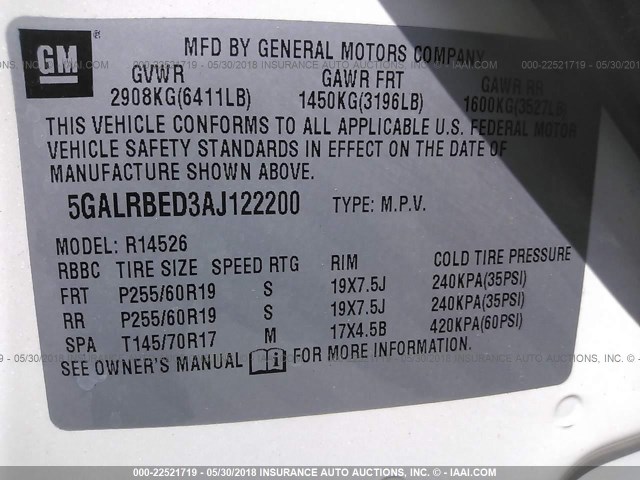 GM
MFD BY GENERAL MOTORS COMPANY
GVWR GAWR FRT GAWR RR
2908KG(6411LB) 1450KG(3196LB) 1600KG(3527LB)
THIS VEHICLE CONFORMS TO ALL APPLICABLE U.S. FEDERAL MOTOR
VEHICLE SAFETY STANDARDS IN EFFECT ON THE DATE OF
MANUFACTURE SHOWN ABOVE.
5GALRBED3AJ122200 TYPE: M.P.V.
MODEL: R14526
RBBC TIRE SIZE SPEED RTG RIM COLD TIRE PRESSURE
FRT P255/60R19 S 19X7.5J 240KPA(35PSI)
RR P255/60R19 S 19X7.5J 240KPA(35PSI)
SPA T145/70R17 M 17X4.5B 420KPA(60PSI)
SEE OWNER'S MANUAL i FOR MORE INFORMATION.
000-22521719 - 05/30/2018 INSURANCE AUTO AUCTIONS INC. - IAAI.COM